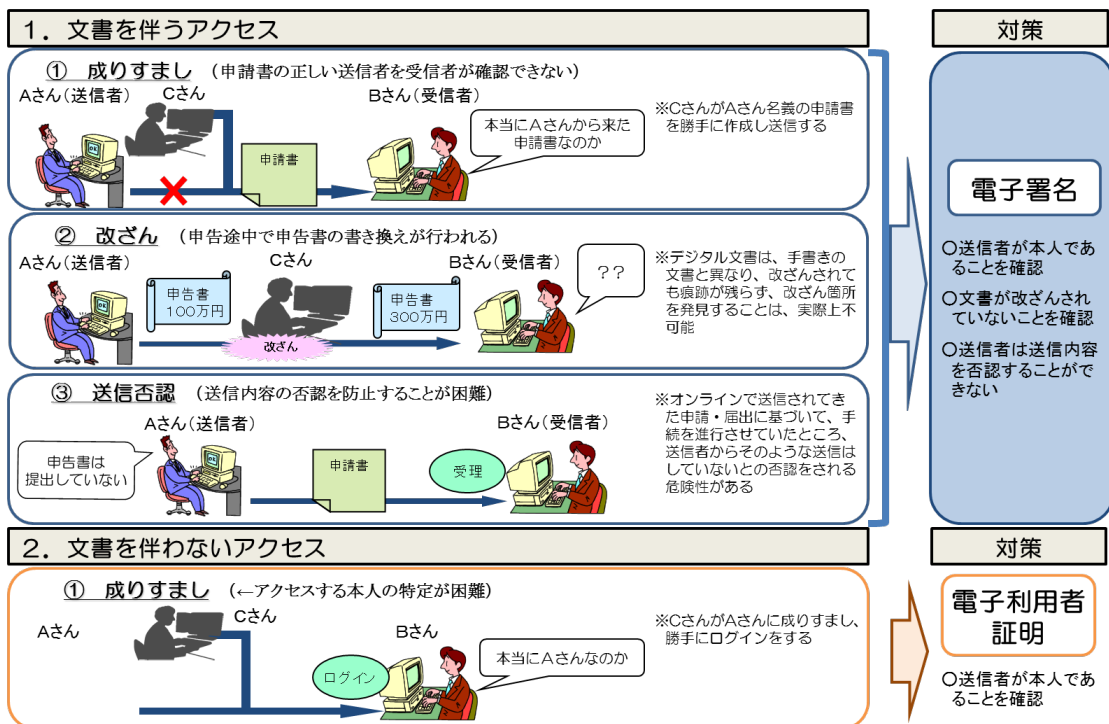 1．文書を伴うアクセス
対策
① 成りすまし （申請書の正しい送信者を受信者が確認できない）
Aさん（送信者）
Cさん
Bさん（受信者）
申請書
本当にＡさんから来た
申請書なのか
※CさんがAさん名義の申請書
を勝手に作成し送信する
② 改ざん （申告途中で申告書の書き換えが行われる）
Aさん（送信者）
Cさん
Bさん（受信者）
申告書
１００万円
改ざん
申告書
３００万円
？？
※デジタル文書は、手書きの
文書と異なり、改ざんされて
も痕跡が残らず、改ざん箇所
を発見することは、実際上不
可能
③ 送信否認 （送信内容の否認を防止することが困難）
Aさん（送信者）
Bさん（受信者）
申告書は
提出していない
申請書
受理
※オンラインで送信されてき
た申請・届出に基づいて、手
続を進行させていたところ、
送信者からそのような送信は
していないとの否認をされる
危険性がある
電子署名
○送信者が本人であ
ることを確認
○文書が改ざんされ
ていないことを確認
○送信者は送信内容
を否認することがで
きない
2．文書を伴わないアクセス
対策
① 成りすまし （←アクセスする本人の特定が困難）
Aさん
Cさん
Bさん
ログイン
本当にAさんなのか
※CさんがAさんに成りすまし、
勝手にログインをする
電子利用者
証明
○送信者が本人であ
ることを確認